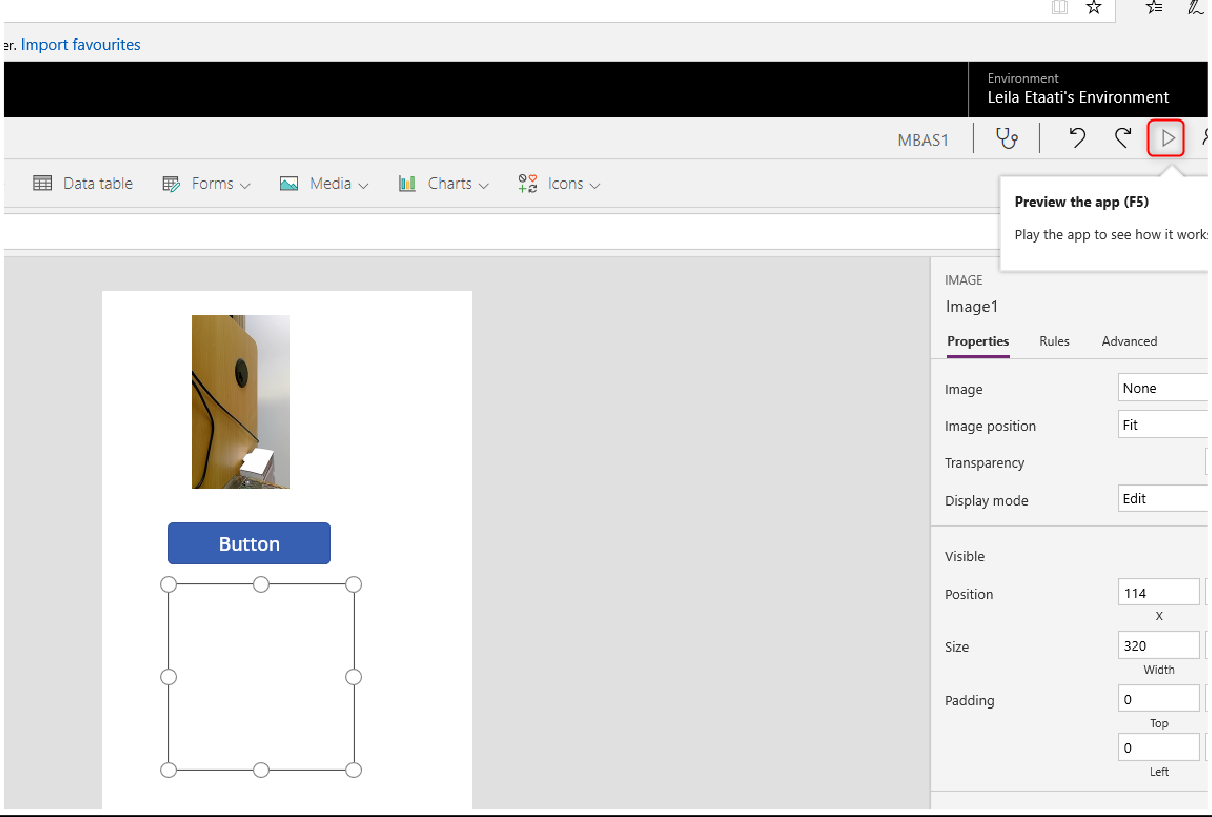 er. Import favourites
Environment
Leila Etaati's Environment
MBAS1
Data table Forms Media Charts Icons
Preview the app (F5)
Play the app to see how it works
IMAGE
Image1
Properties Rules Advanced
Image None
Image position Fit
Transparency
Display mode Edit
Button
Visible
Position 114
X
Size 320
Width
Padding 0
Top
0
Left